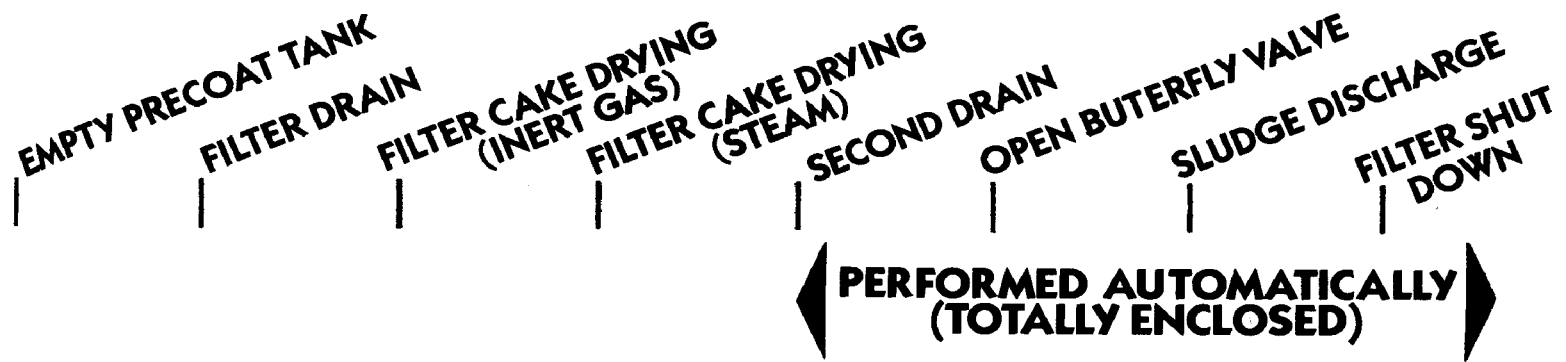 EMPTY PRECOAT TANK
FILTER DRAIN
FILTER CAKE DRYING
(INERT GAS)
FILTER CAKE DRYING
(STEAM)
SECOND DRAIN
OPEN BUTERFLY VALVE
SLUDGE DISCHARGE
FILTER SHUT
DOWN
PERFORMED AUTOMATICALLY
(TOTALLY ENCLOSED)